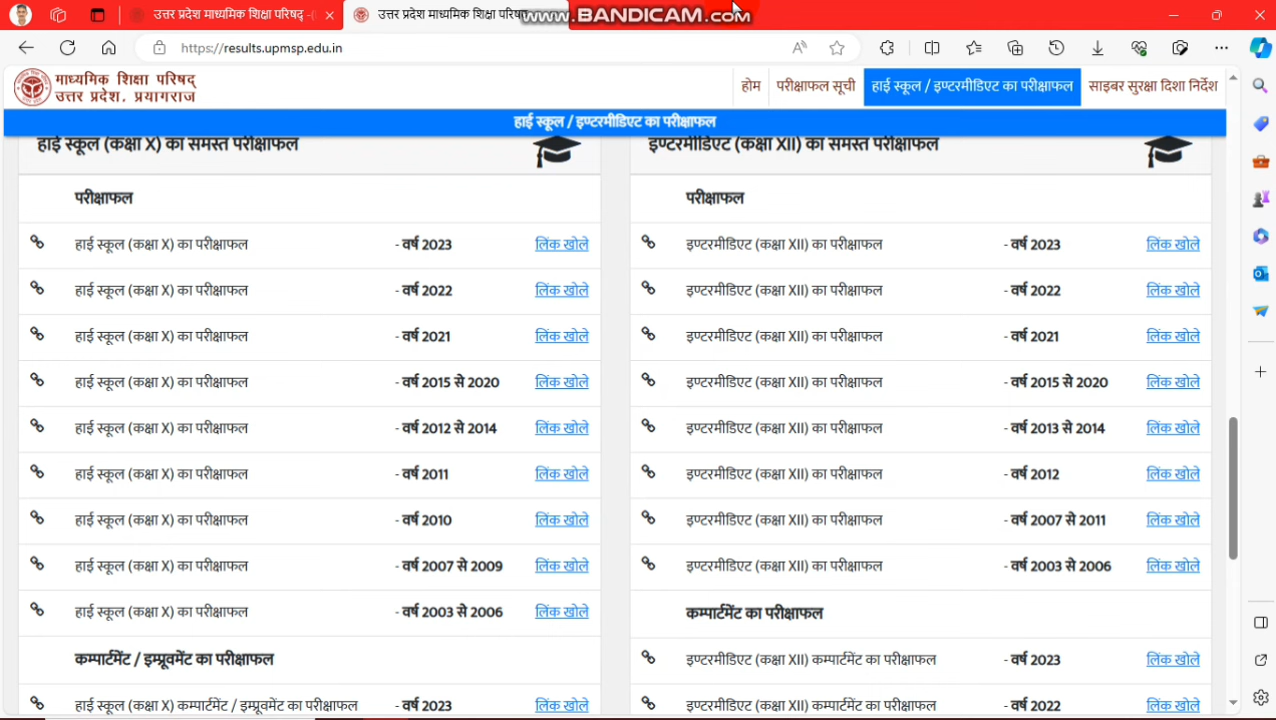 उत्तर प्रदेश माध्यमिक शिक्षा परिषद् -
उत्तर प्रदेश माध्यमिक शिक्षा परिषद
www.BANDICAM.com
https://results.upmsp.edu.in
माध्यमिक शिक्षा परिषद्
उत्तर प्रदेश, प्रयागराज
होम परीक्षाफल सूची हाई स्कूल / इण्टरमीडिएट का परीक्षाफल साइबर सुरक्षा दिशा निर्देश
हाई स्कूल / इण्टरमीडिएट का परीक्षाफल
हाई स्कूल (कक्षा X) का समस्त परीक्षाफल
परीक्षाफल
हाई स्कूल (कक्षा X) का परीक्षाफल - वर्ष 2023 लिंक खोले
हाई स्कूल (कक्षा X) का परीक्षाफल - वर्ष 2022 लिंक खोले
हाई स्कूल (कक्षा X) का परीक्षाफल - वर्ष 2021 लिंक खोले
हाई स्कूल (कक्षा X) का परीक्षाफल - वर्ष 2015 से 2020 लिंक खोले
हाई स्कूल (कक्षा X) का परीक्षाफल - वर्ष 2012 से 2014 लिंक खोले
हाई स्कूल (कक्षा X) का परीक्षाफल - वर्ष 2011 लिंक खोले
हाई स्कूल (कक्षा X) का परीक्षाफल - वर्ष 2010 लिंक खोले
हाई स्कूल (कक्षा X) का परीक्षाफल - वर्ष 2007 से 2009 लिंक खोले
हाई स्कूल (कक्षा X) का परीक्षाफल - वर्ष 2003 से 2006 लिंक खोले
कम्पार्टमेंट / इम्प्रूवमेंट का परीक्षाफल
हाई स्कूल (कक्षा X) कम्पार्टमेंट / इम्प्रूवमेंट का परीक्षाफल - वर्ष 2023 लिंक खोले
इण्टरमीडिएट (कक्षा XII) का समस्त परीक्षाफल
परीक्षाफल
इण्टरमीडिएट (कक्षा XII) का परीक्षाफल - वर्ष 2023 लिंक खोले
इण्टरमीडिएट (कक्षा XII) का परीक्षाफल - वर्ष 2022 लिंक खोले
इण्टरमीडिएट (कक्षा XII) का परीक्षाफल - वर्ष 2021 लिंक खोले
इण्टरमीडिएट (कक्षा XII) का परीक्षाफल - वर्ष 2015 से 2020 लिंक खोले
इण्टरमीडिएट (कक्षा XII) का परीक्षाफल - वर्ष 2013 से 2014 लिंक खोले
इण्टरमीडिएट (कक्षा XII) का परीक्षाफल - वर्ष 2012 लिंक खोले
इण्टरमीडिएट (कक्षा XII) का परीक्षाफल - वर्ष 2007 से 2011 लिंक खोले
इण्टरमीडिएट (कक्षा XII) का परीक्षाफल - वर्ष 2003 से 2006 लिंक खोले
कम्पार्टमेंट का परीक्षाफल
इण्टरमीडिएट (कक्षा XII) कम्पार्टमेंट का परीक्षाफल - वर्ष 2023 लिंक खोले
इण्टरमीडिएट (कक्षा XII) कम्पार्टमेंट का परीक्षाफल - वर्ष 2022 लिंक खोले